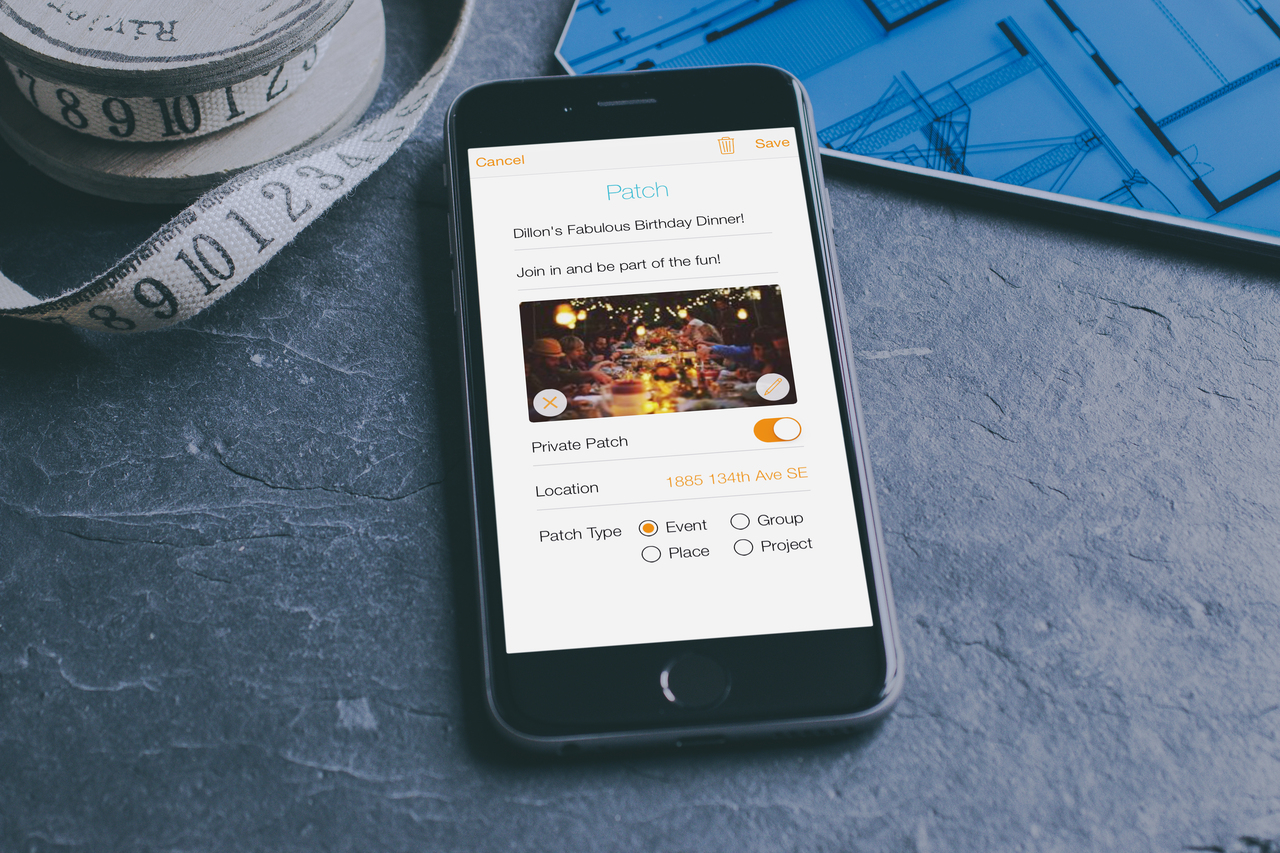 Rivier
7 8 9 10 1 2 3
8 9 10 1 2 3 4
Cancel
Save
Patch
Dillon's Fabulous Birthday Dinner!
Join in and be part of the fun!
Private Patch
Location 1885 134th Ave SE
Patch Type Event Group
Place Project